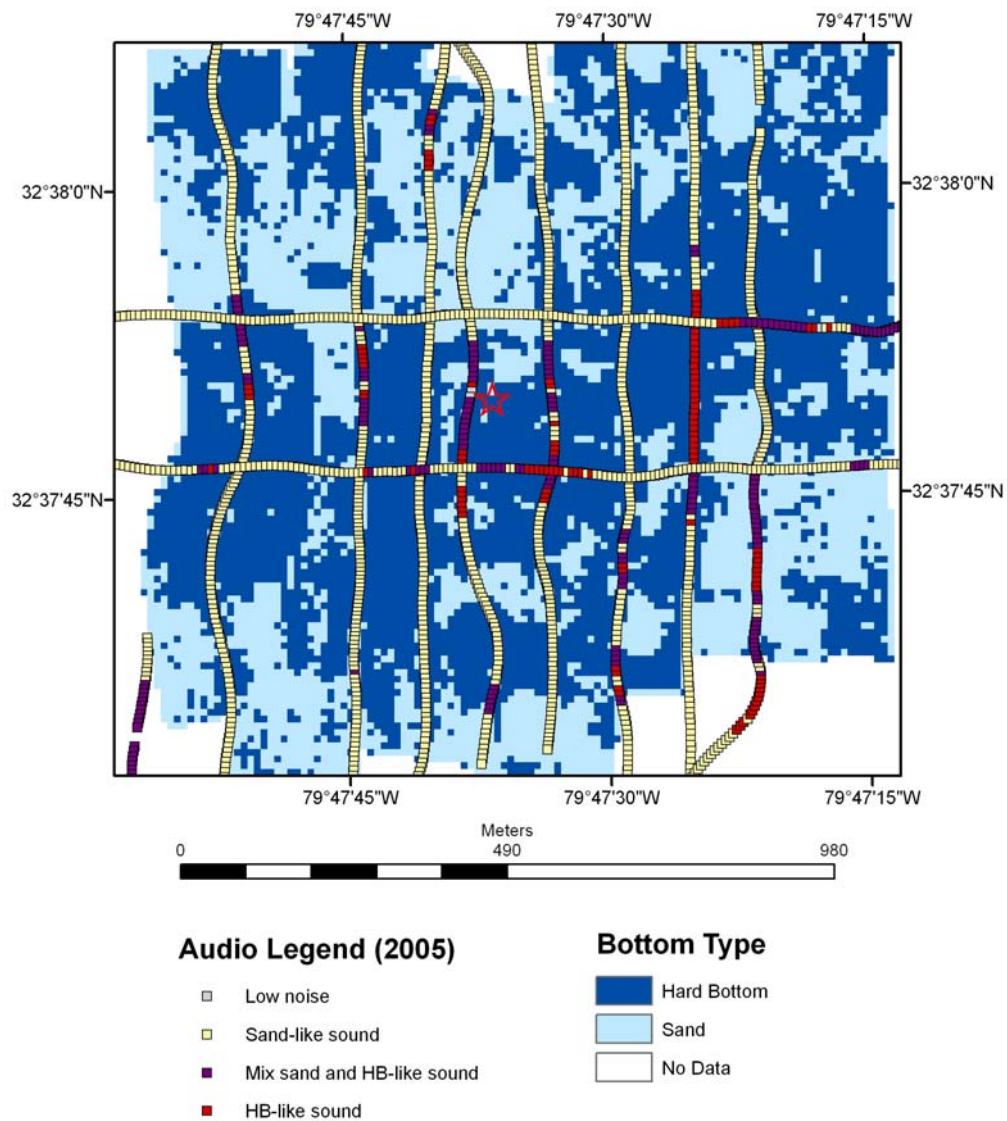 79°47'45"W 79°47'30"W 79°47'15"W
32°38'0"N 32°38'0"N
32°37'45"N 32°37'45"N
79°47'45"W 79°47'30"W 79°47'15"W
Meters
0 490 980
Audio Legend (2005)
Low noise
Sand-like sound
Mix sand and HB-like sound
HB-like sound
Bottom Type
Hard Bottom
Sand
No Data